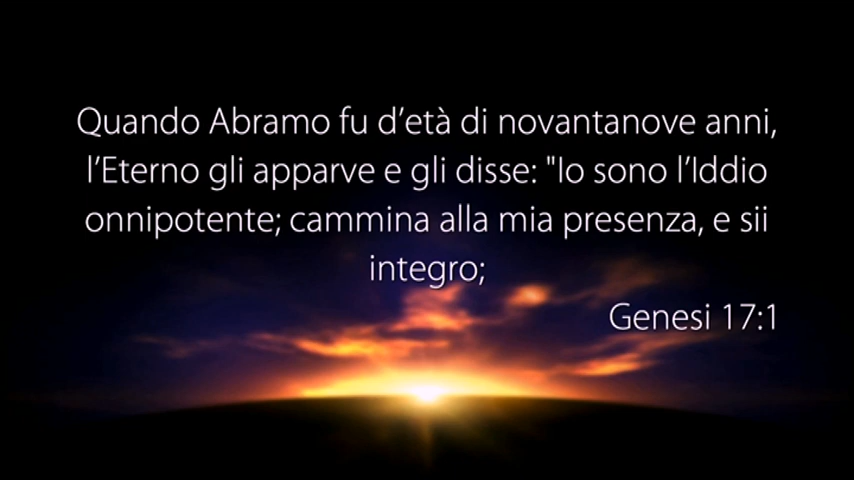 Quando Abramo fu d’età di novantanove anni,
l’Eterno gli apparve e gli disse: "Io sono l’Iddio
onnipotente; cammina alla mia presenza, e sii
integro;
Genesi 17:1